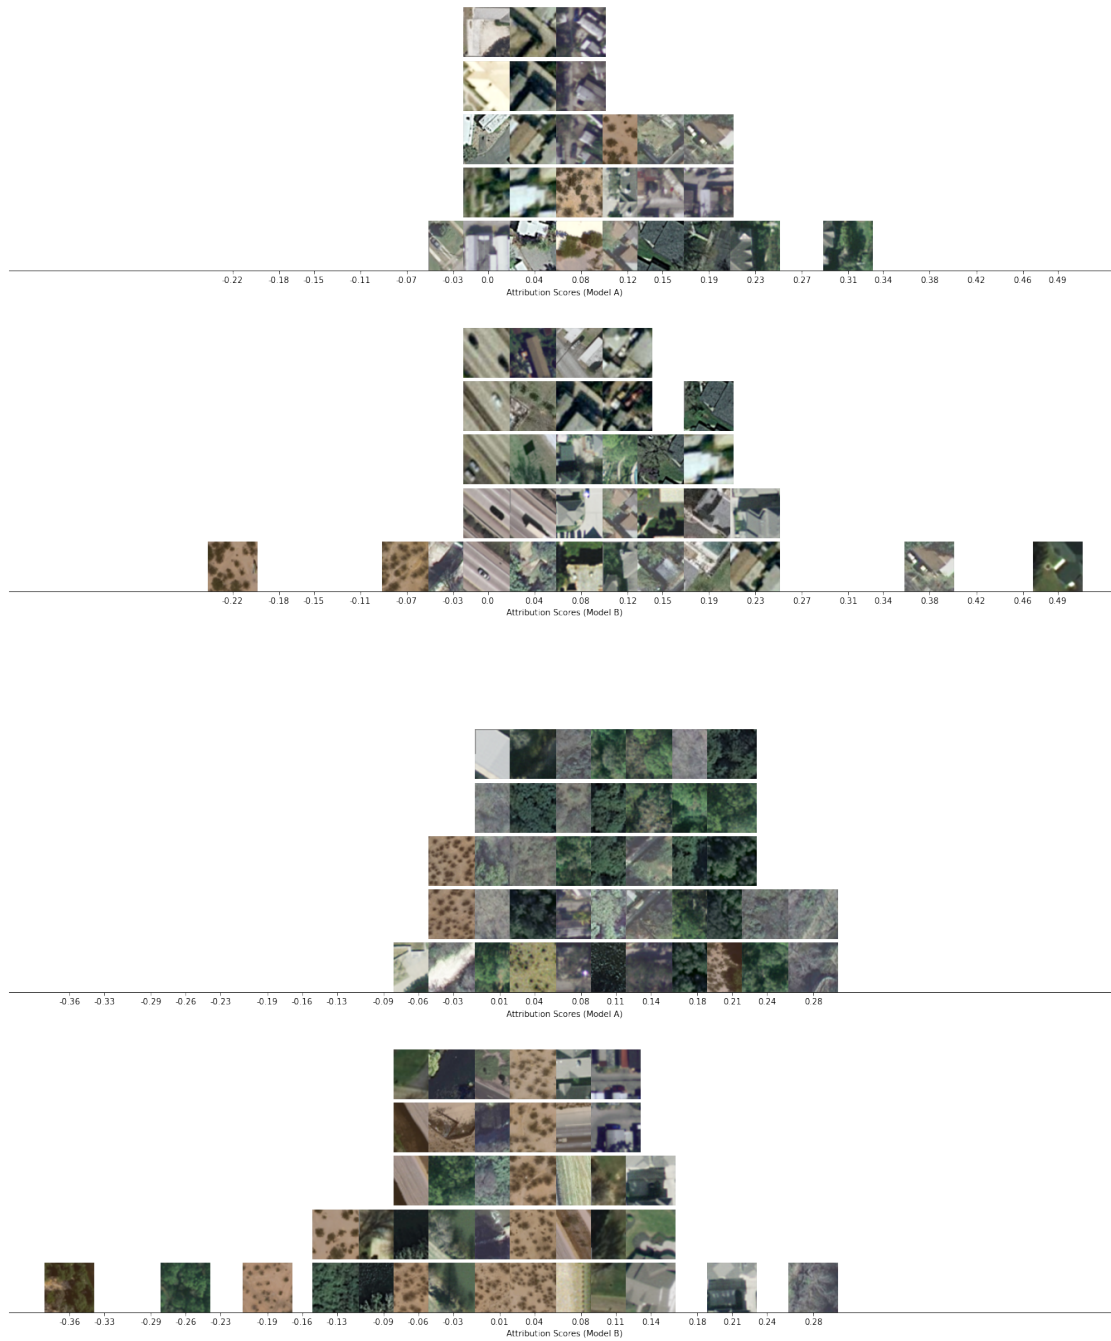 -0.22 -0.18 -0.15 -0.11 -0.07 -0.03 0.0 0.04 0.08 0.12 0.15 0.19 0.23 0.27 0.31 0.34 0.38 0.42 0.46 0.49
Attribution Scores (Model A)
-0.22 -0.18 -0.15 -0.11 -0.07 -0.03 0.0 0.04 0.08 0.12 0.15 0.19 0.23 0.27 0.31 0.34 0.38 0.42 0.46 0.49
Attribution Scores (Model B)
-0.36 -0.33 -0.29 -0.26 -0.23 -0.19 -0.16 -0.13 -0.09 -0.06 -0.03 0.01 0.04 0.08 0.11 0.14 0.18 0.21 0.24 0.28
Attribution Scores (Model A)
-0.36 -0.33 -0.29 -0.26 -0.23 -0.19 -0.16 -0.13 -0.09 -0.06 -0.03 0.01 0.04 0.08 0.11 0.14 0.18 0.21 0.24 0.28
Attribution Scores (Model B)